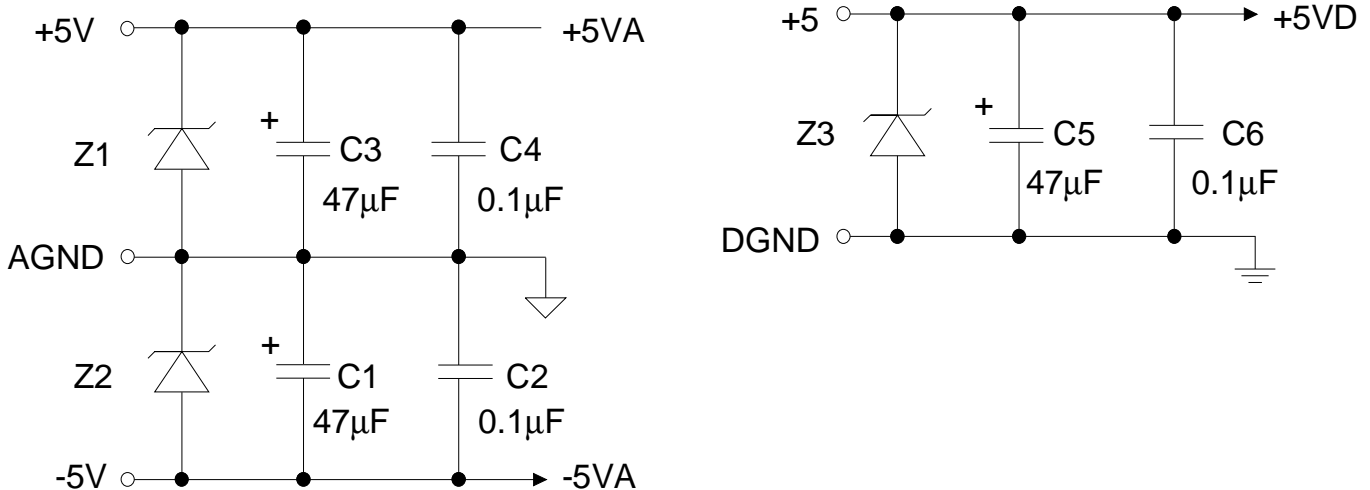 +5V
+5VA
Z1
+
C3
47µF
C4
0.1µF
AGND
Z2
+
C1
47µF
C2
0.1µF
-5V
-5VA
+5
+5VD
Z3
+
C5
47µF
C6
0.1µF
DGND